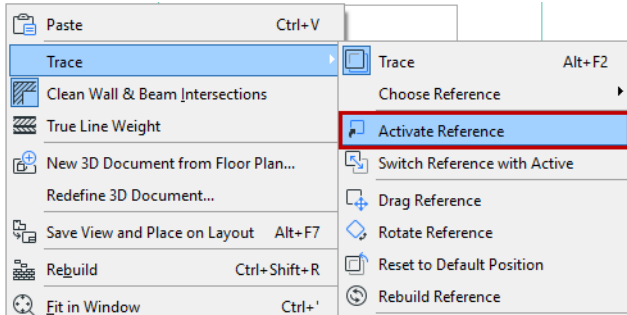 Paste Ctrl+V
Trace
Clean Wall & Beam Intersections
True Line Weight
New 3D Document from Floor Plan...
Redefine 3D Document...
Save View and Place on Layout Alt+F7
Rebuild Ctrl+Shift+R
Fit in Window Ctrl+'
Trace Alt+F2
Choose Reference
Activate Reference
Switch Reference with Active
Drag Reference
Rotate Reference
Reset to Default Position
Rebuild Reference